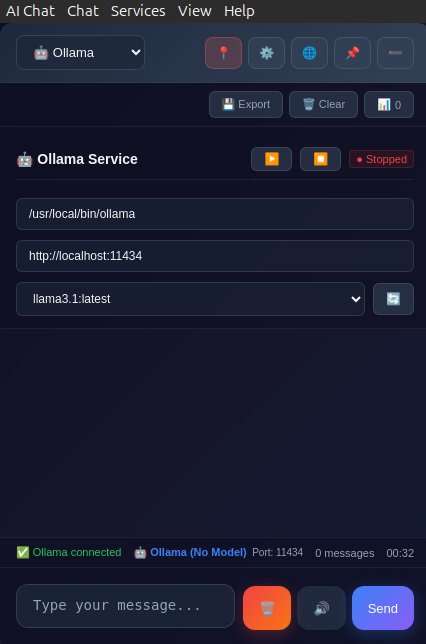 AI Chat Chat Services View Help
Ollama
Export Clear 0
Ollama Service Stopped
/usr/local/bin/ollama
http://localhost:11434
llama3.1:latest
Ollama connected Ollama (No Model) Port: 11434 0 messages 00:32
Type your message... Send